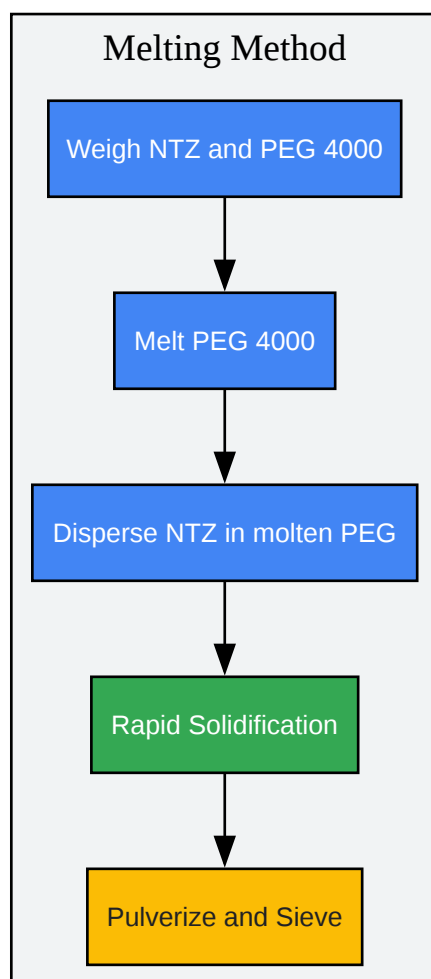 Melting Method
Weigh NTZ and PEG 4000
Melt PEG 4000
Disperse NTZ in molten PEG
Rapid Solidification
Pulverize and Sieve